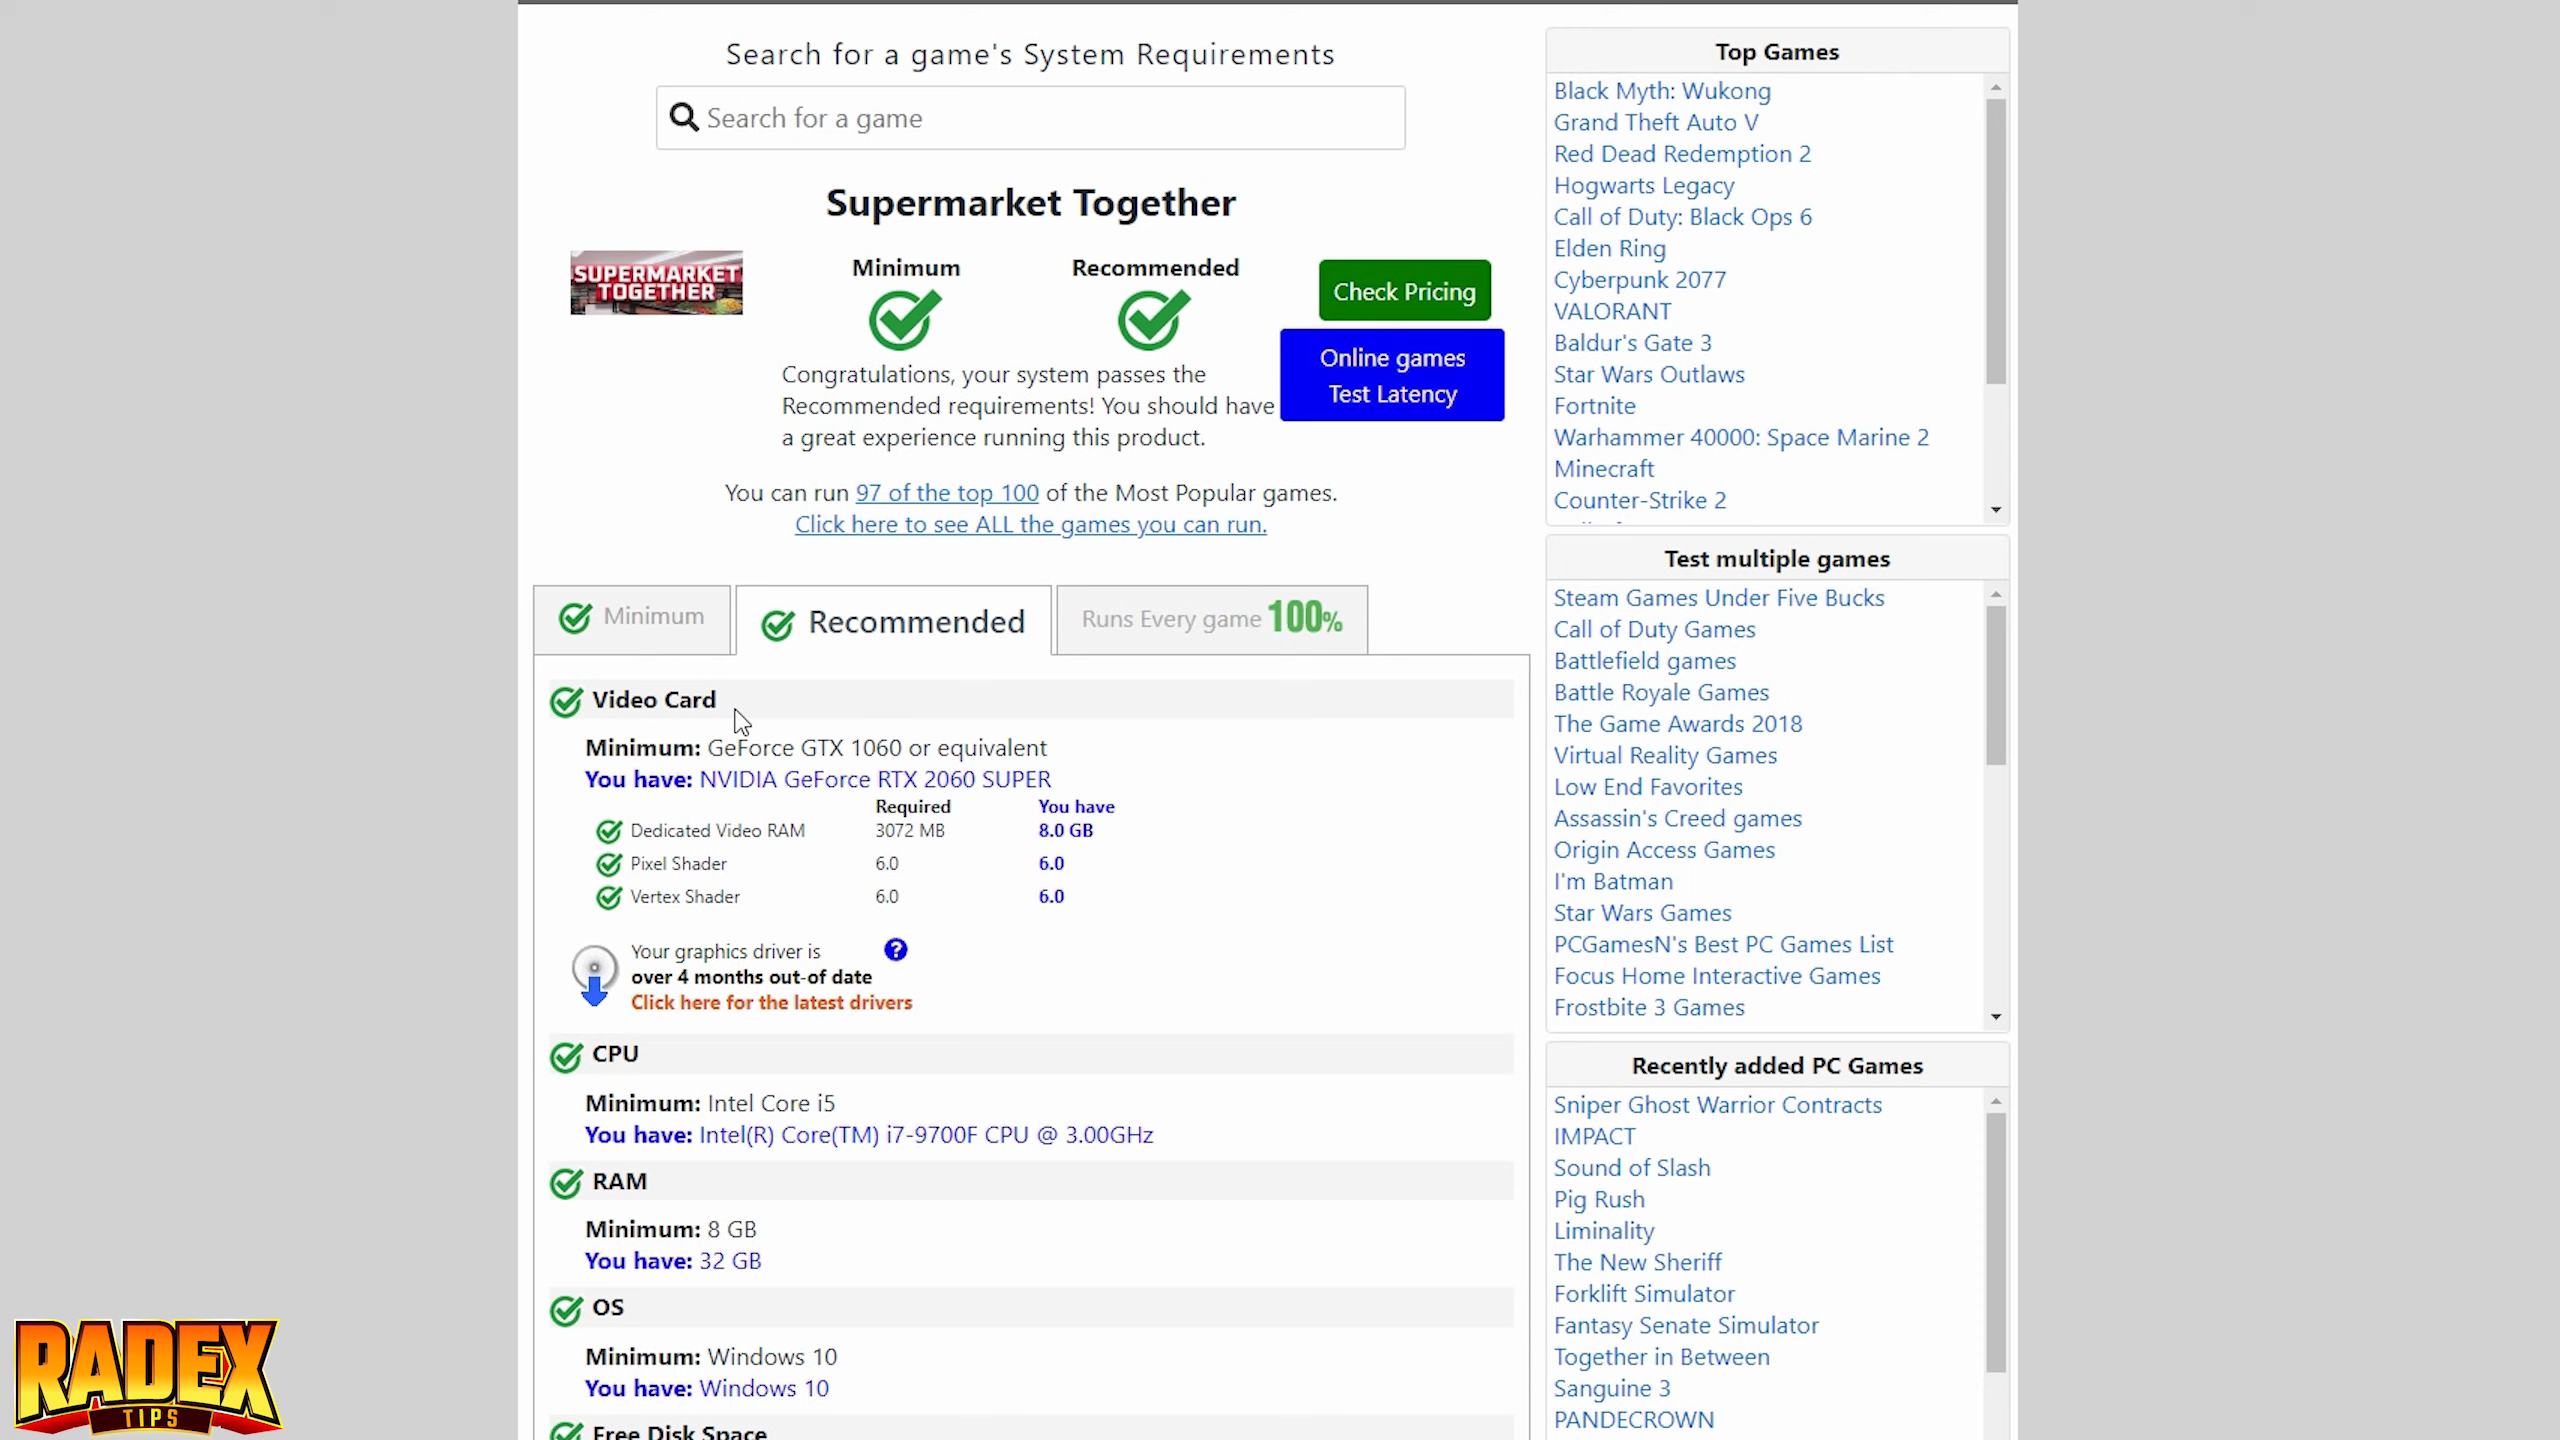 Search for a game's System Requirements
Search for a game
Supermarket Together
SUPERMARKET
TOGETHER
Minimum
Recommended
Check Pricing
Online games
Test Latency
Congratulations, your system passes the
Recommended requirements! You should have
a great experience running this product.
You can run 97 of the top 100 of the Most Popular games.
Click here to see ALL the games you can run.
Minimum
Recommended
Runs Every game 100%
Video Card
Minimum: GeForce GTX 1060 or equivalent
You have: NVIDIA GeForce RTX 2060 SUPER
Required You have
Dedicated Video RAM 3072 MB 8.0 GB
Pixel Shader 6.0 6.0
Vertex Shader 6.0 6.0
Your graphics driver is ?
over 4 months out-of date
Click here for the latest drivers
CPU
Minimum: Intel Core i5
You have: Intel(R) Core(TM) i7-9700F CPU @ 3.00GHz
RAM
Minimum: 8 GB
You have: 32 GB
OS
Minimum: Windows 10
You have: Windows 10
Free Disk Space
Top Games
Black Myth: Wukong
Grand Theft Auto V
Red Dead Redemption 2
Hogwarts Legacy
Call of Duty: Black Ops 6
Elden Ring
Cyberpunk 2077
VALORANT
Baldur's Gate 3
Star Wars Outlaws
Fortnite
Warhammer 40000: Space Marine 2
Minecraft
Counter-Strike 2
Test multiple games
Steam Games Under Five Bucks
Call of Duty Games
Battlefield games
Battle Royale Games
The Game Awards 2018
Virtual Reality Games
Low End Favorites
Assassin's Creed games
Origin Access Games
I'm Batman
Star Wars Games
PCGamesN's Best PC Games List
Focus Home Interactive Games
Frostbite 3 Games
Recently added PC Games
Sniper Ghost Warrior Contracts
IMPACT
Sound of Slash
Pig Rush
Liminality
The New Sheriff
Forklift Simulator
Fantasy Senate Simulator
Together in Between
Sanguine 3
PANDECROWN
RADEX
TIPS